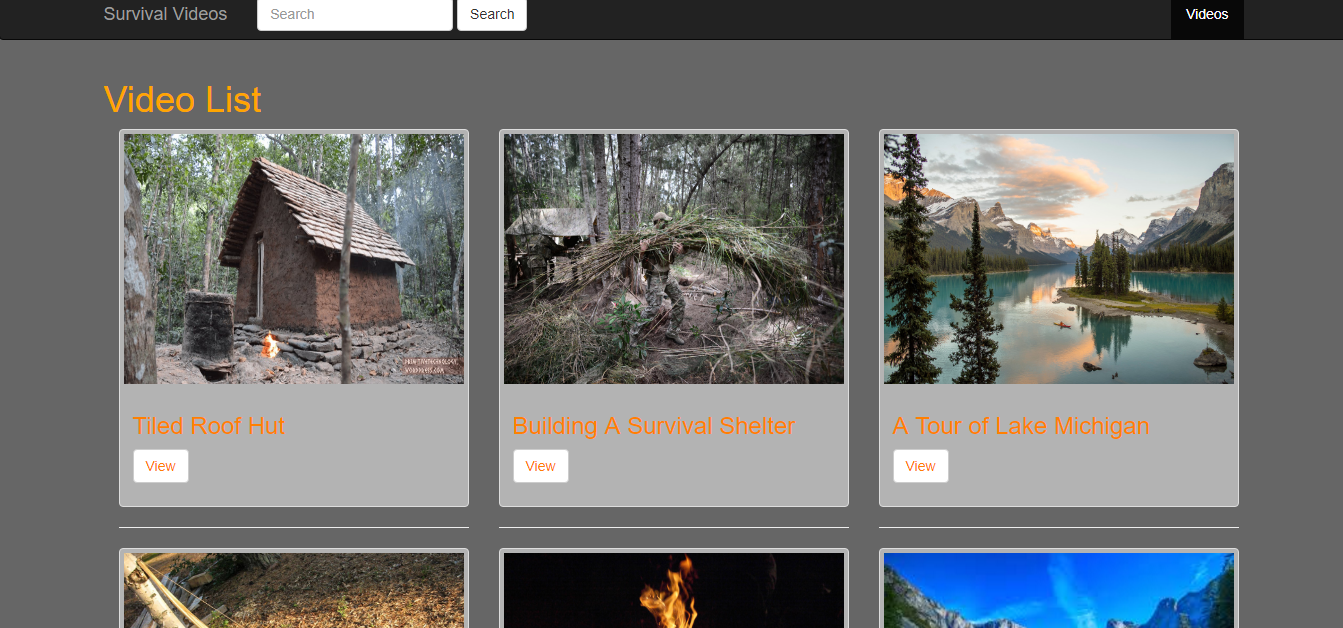 Survival Videos
Search
Search
Videos
Video List
PRIMITIVETECHNOLOGY.
WORDPRESS.COM
Tiled Roof Hut
Building A Survival Shelter
A Tour of Lake Michigan
View
View
View